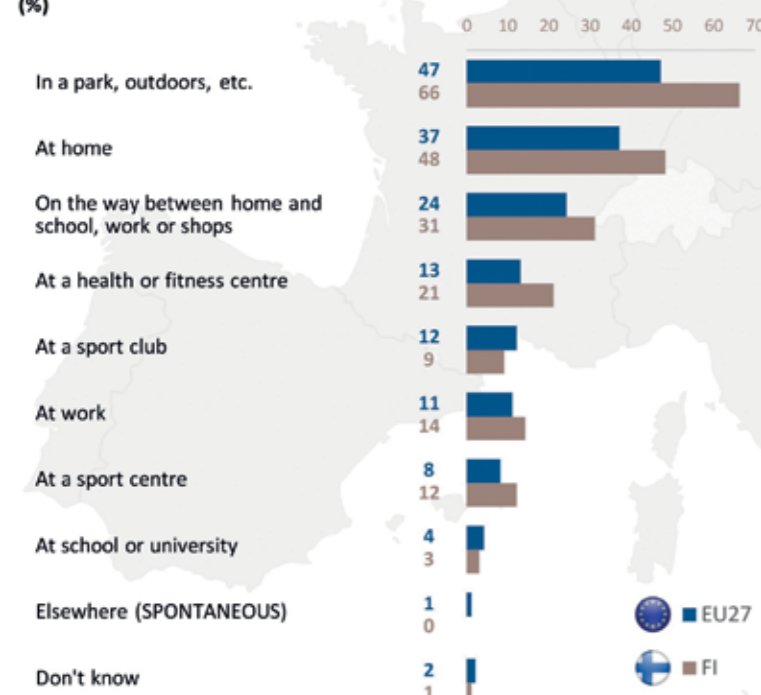 (%)
0 10 20 30 40 50 60 70
In a park, outdoors, etc.
47
66
At home
37
48
On the way between home and
school, work or shops
24
31
At a health or fitness centre
13
21
At a sport club
12
9
At work
11
14
At a sport centre
8
12
At school or university
4
3
Elsewhere (SPONTANEOUS)
1
0
EU27
Don't know
2
1
FI